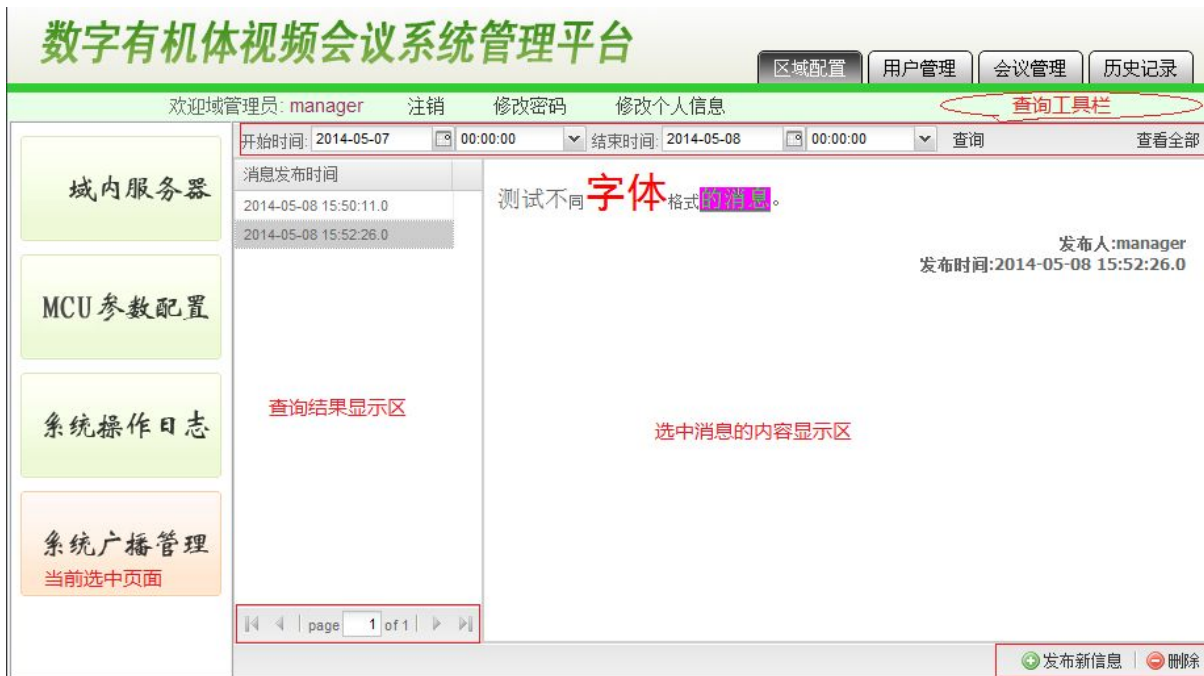 数字有机体视频会议系统管理平台
区域配置 用户管理 会议管理 历史记录
欢迎域管理员: manager 注销 修改密码 修改个人信息 查询工具栏
开始时间: 2014-05-07 00:00:00 结束时间: 2014-05-08 00:00:00 查询 查看全部
域内服务器
MCU参数配置
系统操作日志
系统广播管理
当前选中页面
消息发布时间
2014-05-08 15:50:11.0
2014-05-08 15:52:26.0
查询结果显示区
page 1 of 1
测试不同字体格式的消息。
发布人:manager
发布时间:2014-05-08 15:52:26.0
选中消息的内容显示区
发布新信息 删除